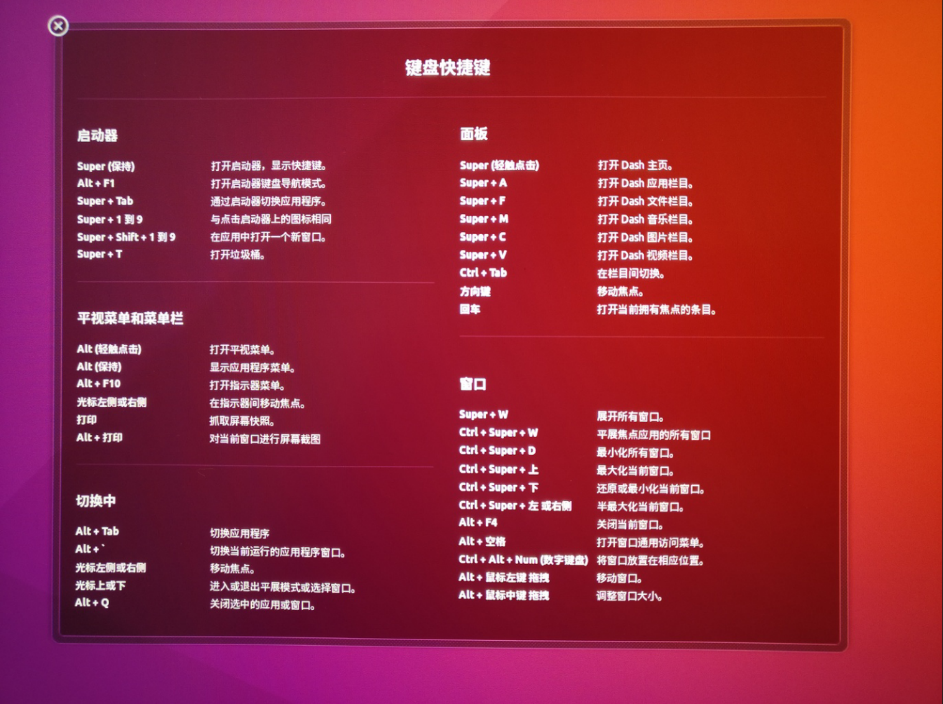 键盘快捷键
启动器
Super (保持) 打开启动器，显示快捷键。
Alt + F1 打开启动器键盘导航模式。
Super + Tab 通过启动器切换应用程序。
Super + 1 到 9 与点击启动器上的图标相同
Super + Shift + 1 到 9 在应用中打开一个新窗口。
Super + T 打开垃圾桶。
平视菜单和菜单栏
Alt (轻触点击) 打开平视菜单。
Alt (保持) 显示应用程序菜单。
Alt + F10 打开指示器菜单。
光标左侧或右侧 在指示器间移动焦点。
打印 抓取屏幕快照。
Alt + 打印 对当前窗口进行屏幕截图
切换中
Alt + Tab 切换应用程序
Alt + ` 切换当前运行的应用程序窗口。
光标左侧或右侧 移动焦点。
光标上或下 进入或退出平展模式或选择窗口。
Alt + Q 关闭选中的应用或窗口。
面板
Super (轻触点击) 打开 Dash 主页。
Super + A 打开 Dash 应用栏目。
Super + F 打开 Dash 文件栏目。
Super + M 打开 Dash 音乐栏目。
Super + C 打开 Dash 图片栏目。
Super + V 打开 Dash 视频栏目。
Ctrl + Tab 在栏目间切换。
方向键 移动焦点。
回车 打开当前拥有焦点的条目。
窗口
Super + W 展开所有窗口。
Ctrl + Super + W 平展焦点应用的所有窗口
Ctrl + Super + D 最小化所有窗口。
Ctrl + Super + 上 最大化当前窗口。
Ctrl + Super + 下 还原或最小化当前窗口。
Ctrl + Super + 左 或右侧 半最大化当前窗口。
Alt + F4 关闭当前窗口。
Alt + 空格 打开窗口通用访问菜单。
Ctrl + Alt + Num (数字键盘) 将窗口放置在相应位置。
Alt + 鼠标左键 拖拽 移动窗口。
Alt + 鼠标中键 拖拽 调整窗口大小。